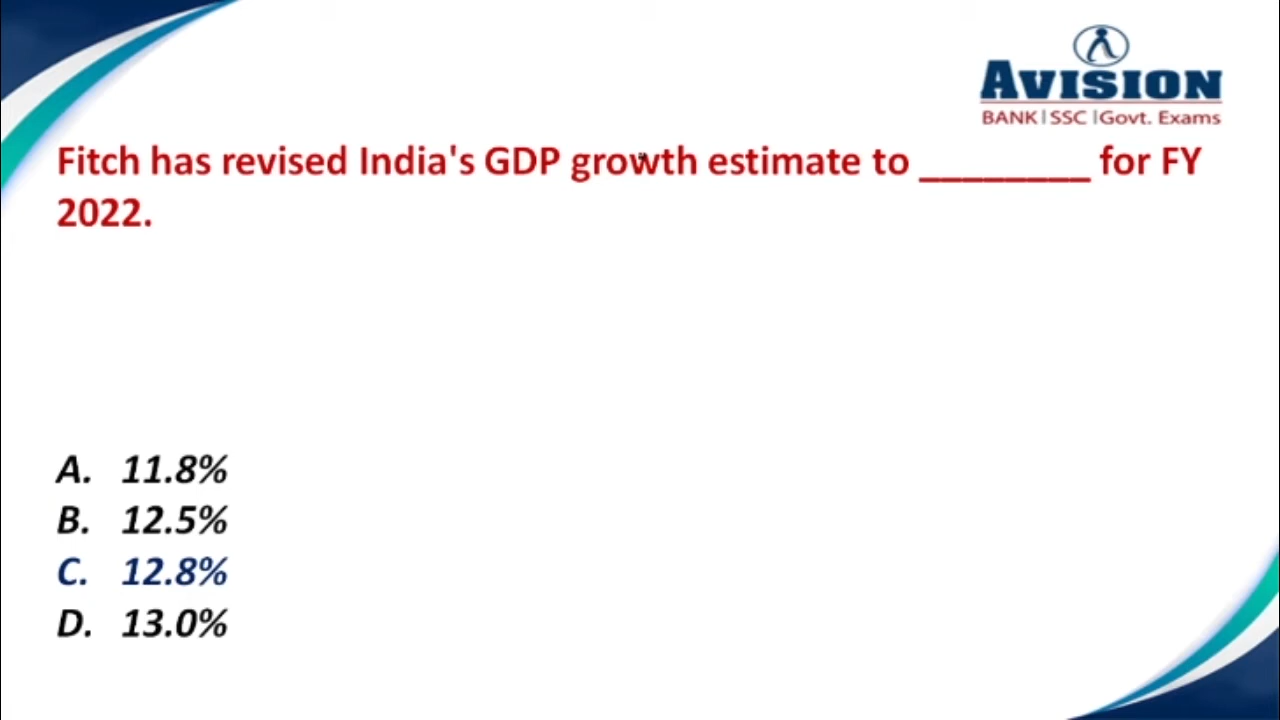 AVISION
BANK|SSC|Govt. Exams
Fitch has revised India's GDP growth estimate to ________ for FY
2022.
A. 11.8%
B. 12.5%
C. 12.8%
D. 13.0%